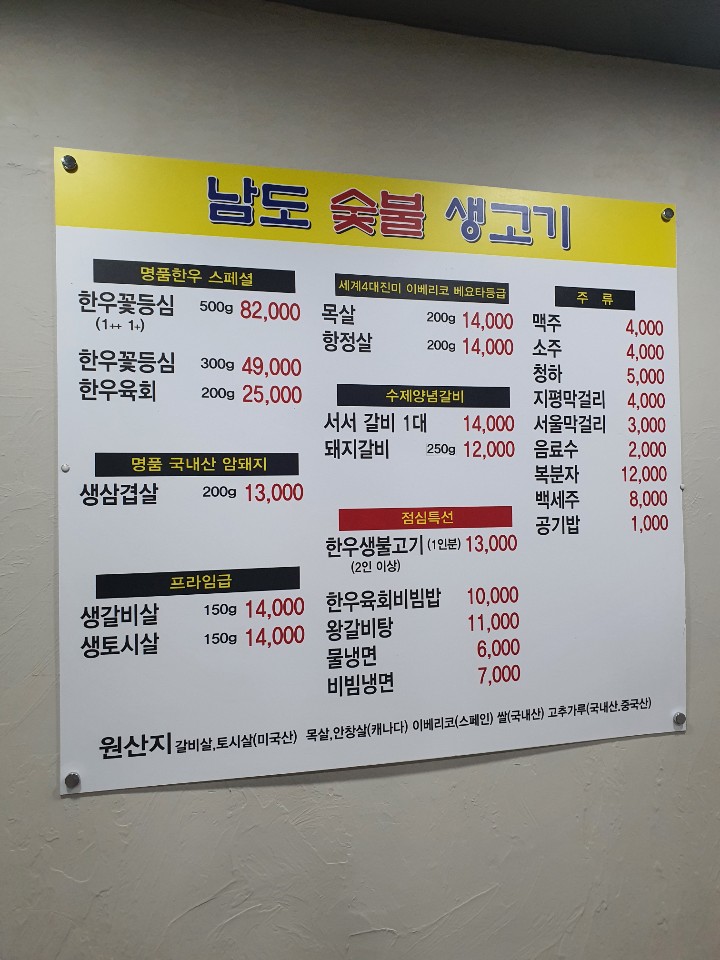 남도 숯불 생고기
명품한우 스페셜
한우꽃등심 500g 82,000
(1++ 1+)
한우꽃등심 300g 49,000
한우육회 200g 25,000
명품 국내산 암돼지
생삼겹살 200g 13,000
프라임급
생갈비살 150g 14,000
생토시살 150g 14,000
세계4대진미 이베리코 베요타등급
목살 200g 14,000
항정살 200g 14,000
수제양념갈비
서서 갈비 1대 14,000
돼지갈비 250g 12,000
점심특선
한우생불고기 (1인분) 13,000
(2인 이상)
한우육회비빔밥 10,000
왕갈비탕 11,000
물냉면 6,000
비빔냉면 7,000
주 류
맥주 4,000
소주 4,000
청하 5,000
지평막걸리 4,000
서울막걸리 3,000
음료수 2,000
복분자 12,000
백세주 8,000
공기밥 1,000
원산지 갈비살,토시살(미국산) 목살,안창살(캐나다) 이베리코(스페인) 쌀(국내산) 고추가루(국내산.중국산)